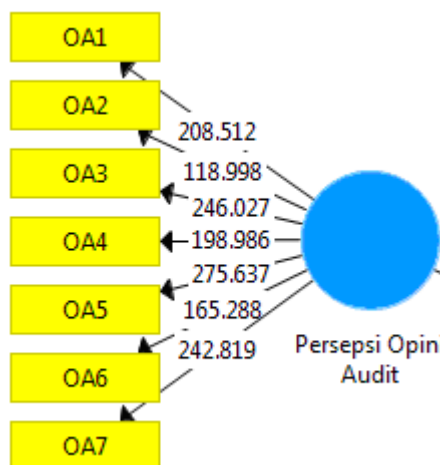 OA1
OA2
OA3
OA4
OA5
OA6
OA7
208.512
118.998
246.027
198.986
275.637
165.288
242.819
Persepsi Opini
Audit